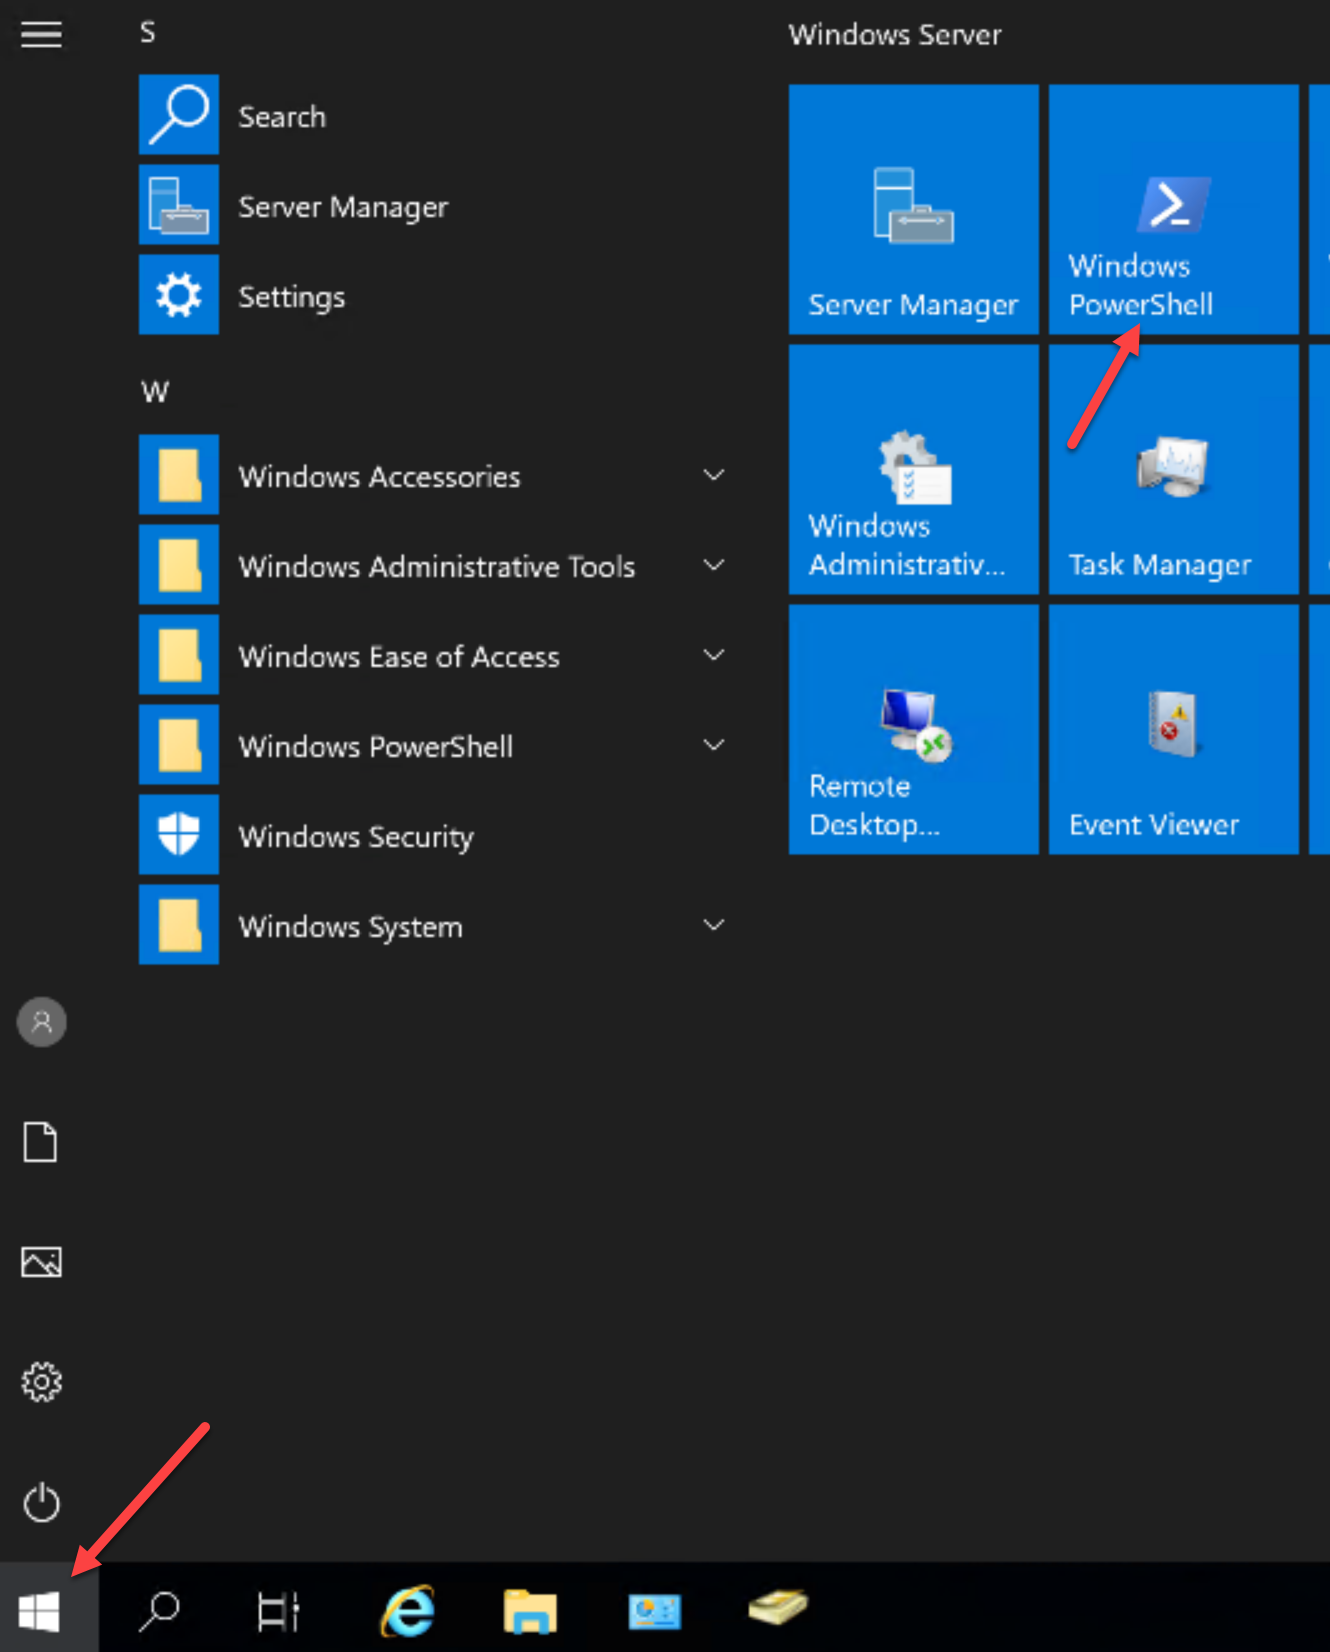 S
Search
Server Manager
Settings
W
Windows Accessories
Windows Administrative Tools
Windows Ease of Access
Windows PowerShell
Windows Security
Windows System
Windows Server
Server Manager
Windows
PowerShell
Windows
Administrativ...
Task Manager
Remote
Desktop...
Event Viewer